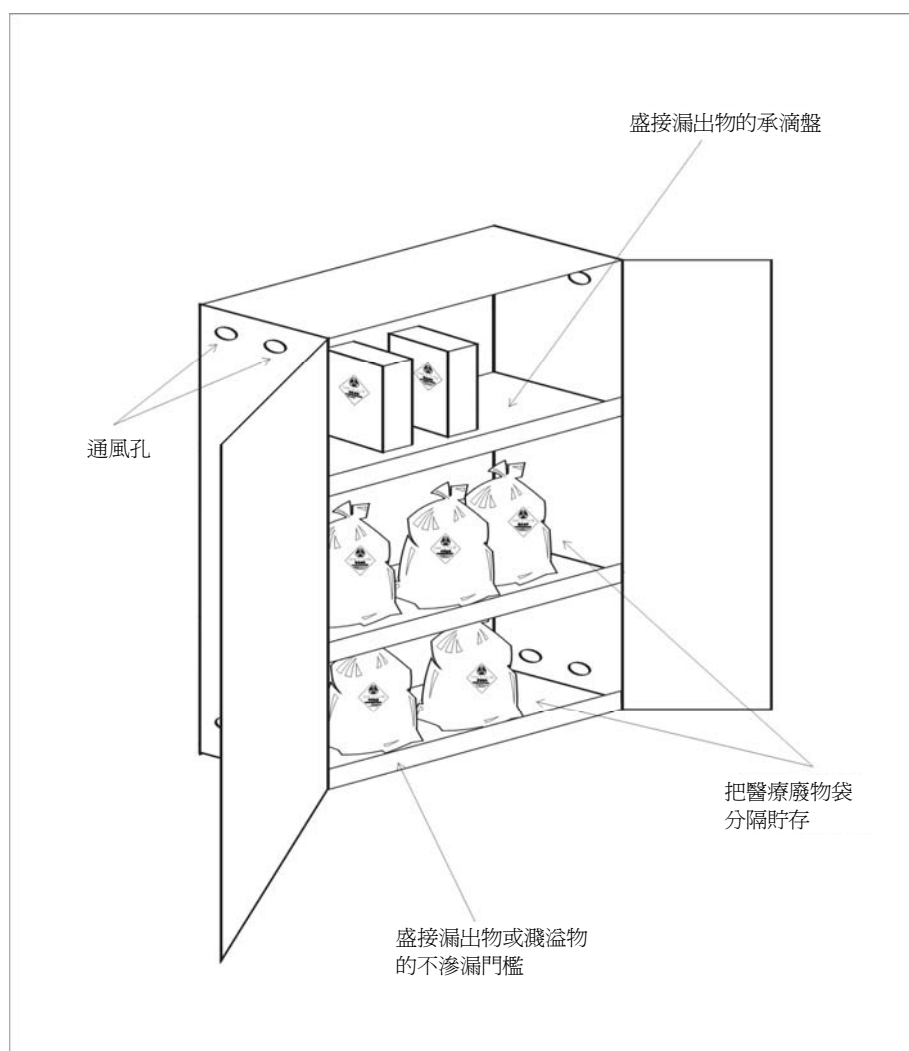 盛接漏出物的承滴盤
通風孔
把醫療廢物袋
分隔貯存
盛接漏出物或濺溢物
的不滲漏門檻